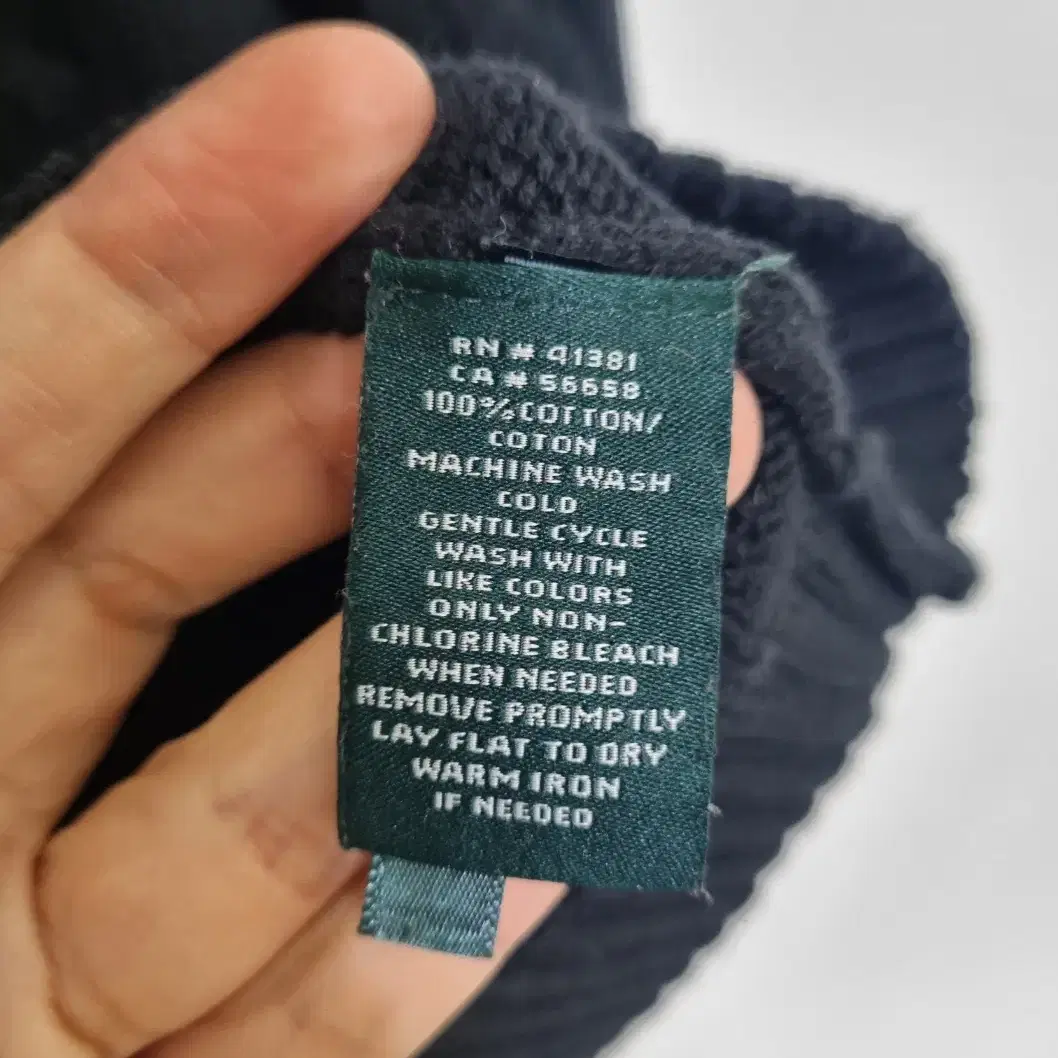 RN # 41381
CA # 56658
100% COTTON/
COTON
MACHINE WASH
COLD
GENTLE CYCLE
WASH WITH
LIKE COLORS
ONLY NON-
CHLORINE BLEACH
WHEN NEEDED
REMOVE PROMPTLY
LAY FLAT TO DRY
WARM IRON
IF NEEDED